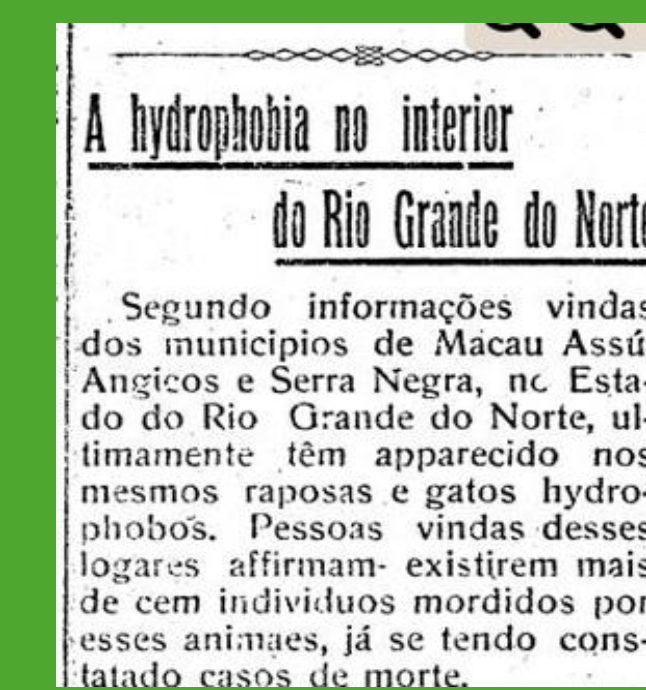 A hydrophobia no interior
do Rio Grande do Norte
Segundo informações vindas
dos municipios de Macau Assú
Angicos e Serra Negra, no Esta-
do do Rio Grande do Norte, ul-
timamente têm apparecido nos
mesmos raposas e gatos hydro-
phobos. Pessoas vindas desses
logares affirmam- existirem mais
de cem individuos mordidos por
esses animaes, já se tendo cons-
tatado casos de morte.